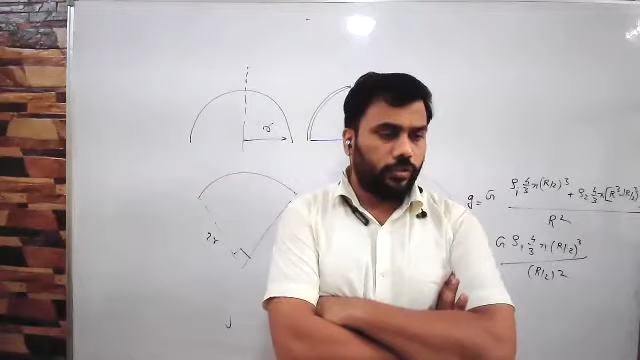 r
2r
g = G ρ₁ 4/3 π(R/2)³ + ρ₂ 4/3 π[R³-(R/2)³]
R²
G ρ₁ 4/3 π(R/2)³
(R/2)2